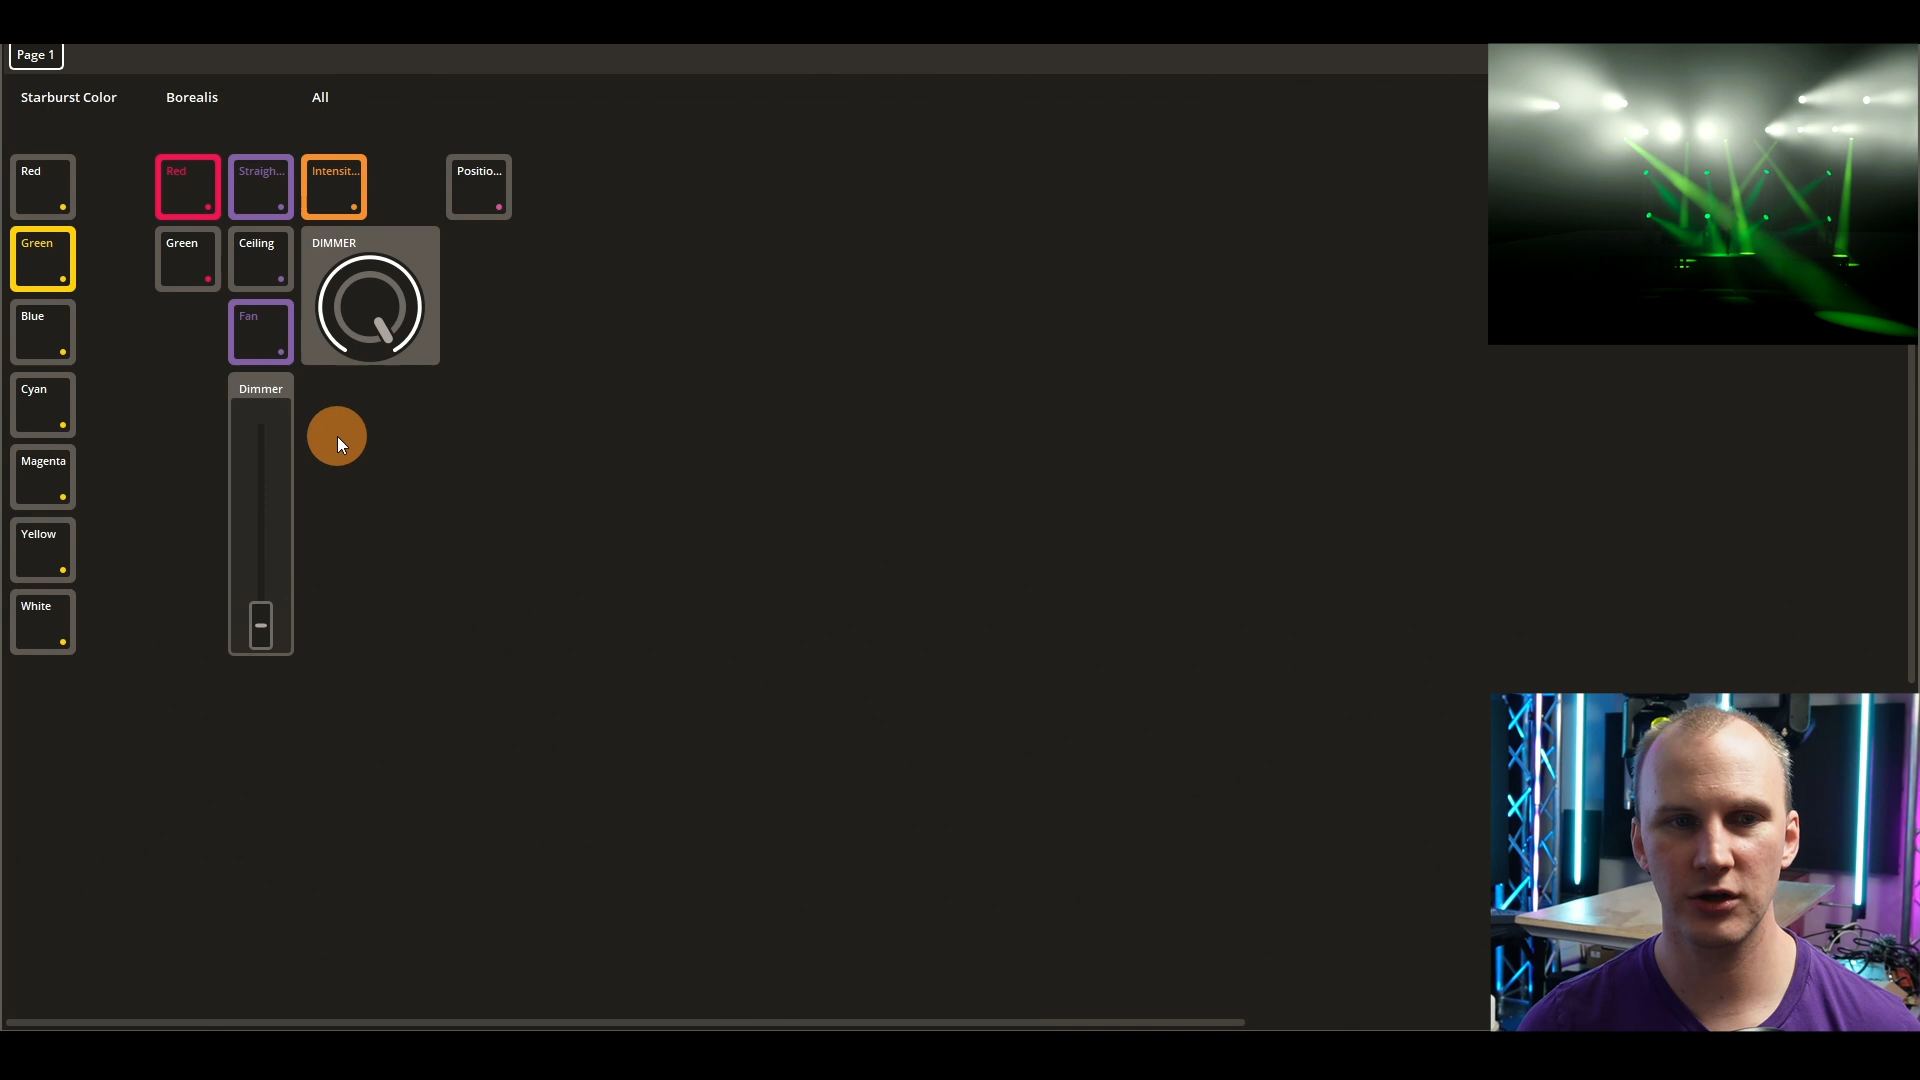 Page 1
Starburst Color
Borealis
All
Red
Red
Straigh...
Intensit...
Positio...
Green
Green
Ceiling
DIMMER
Blue
Fan
Cyan
Dimmer
Magenta
Yellow
White